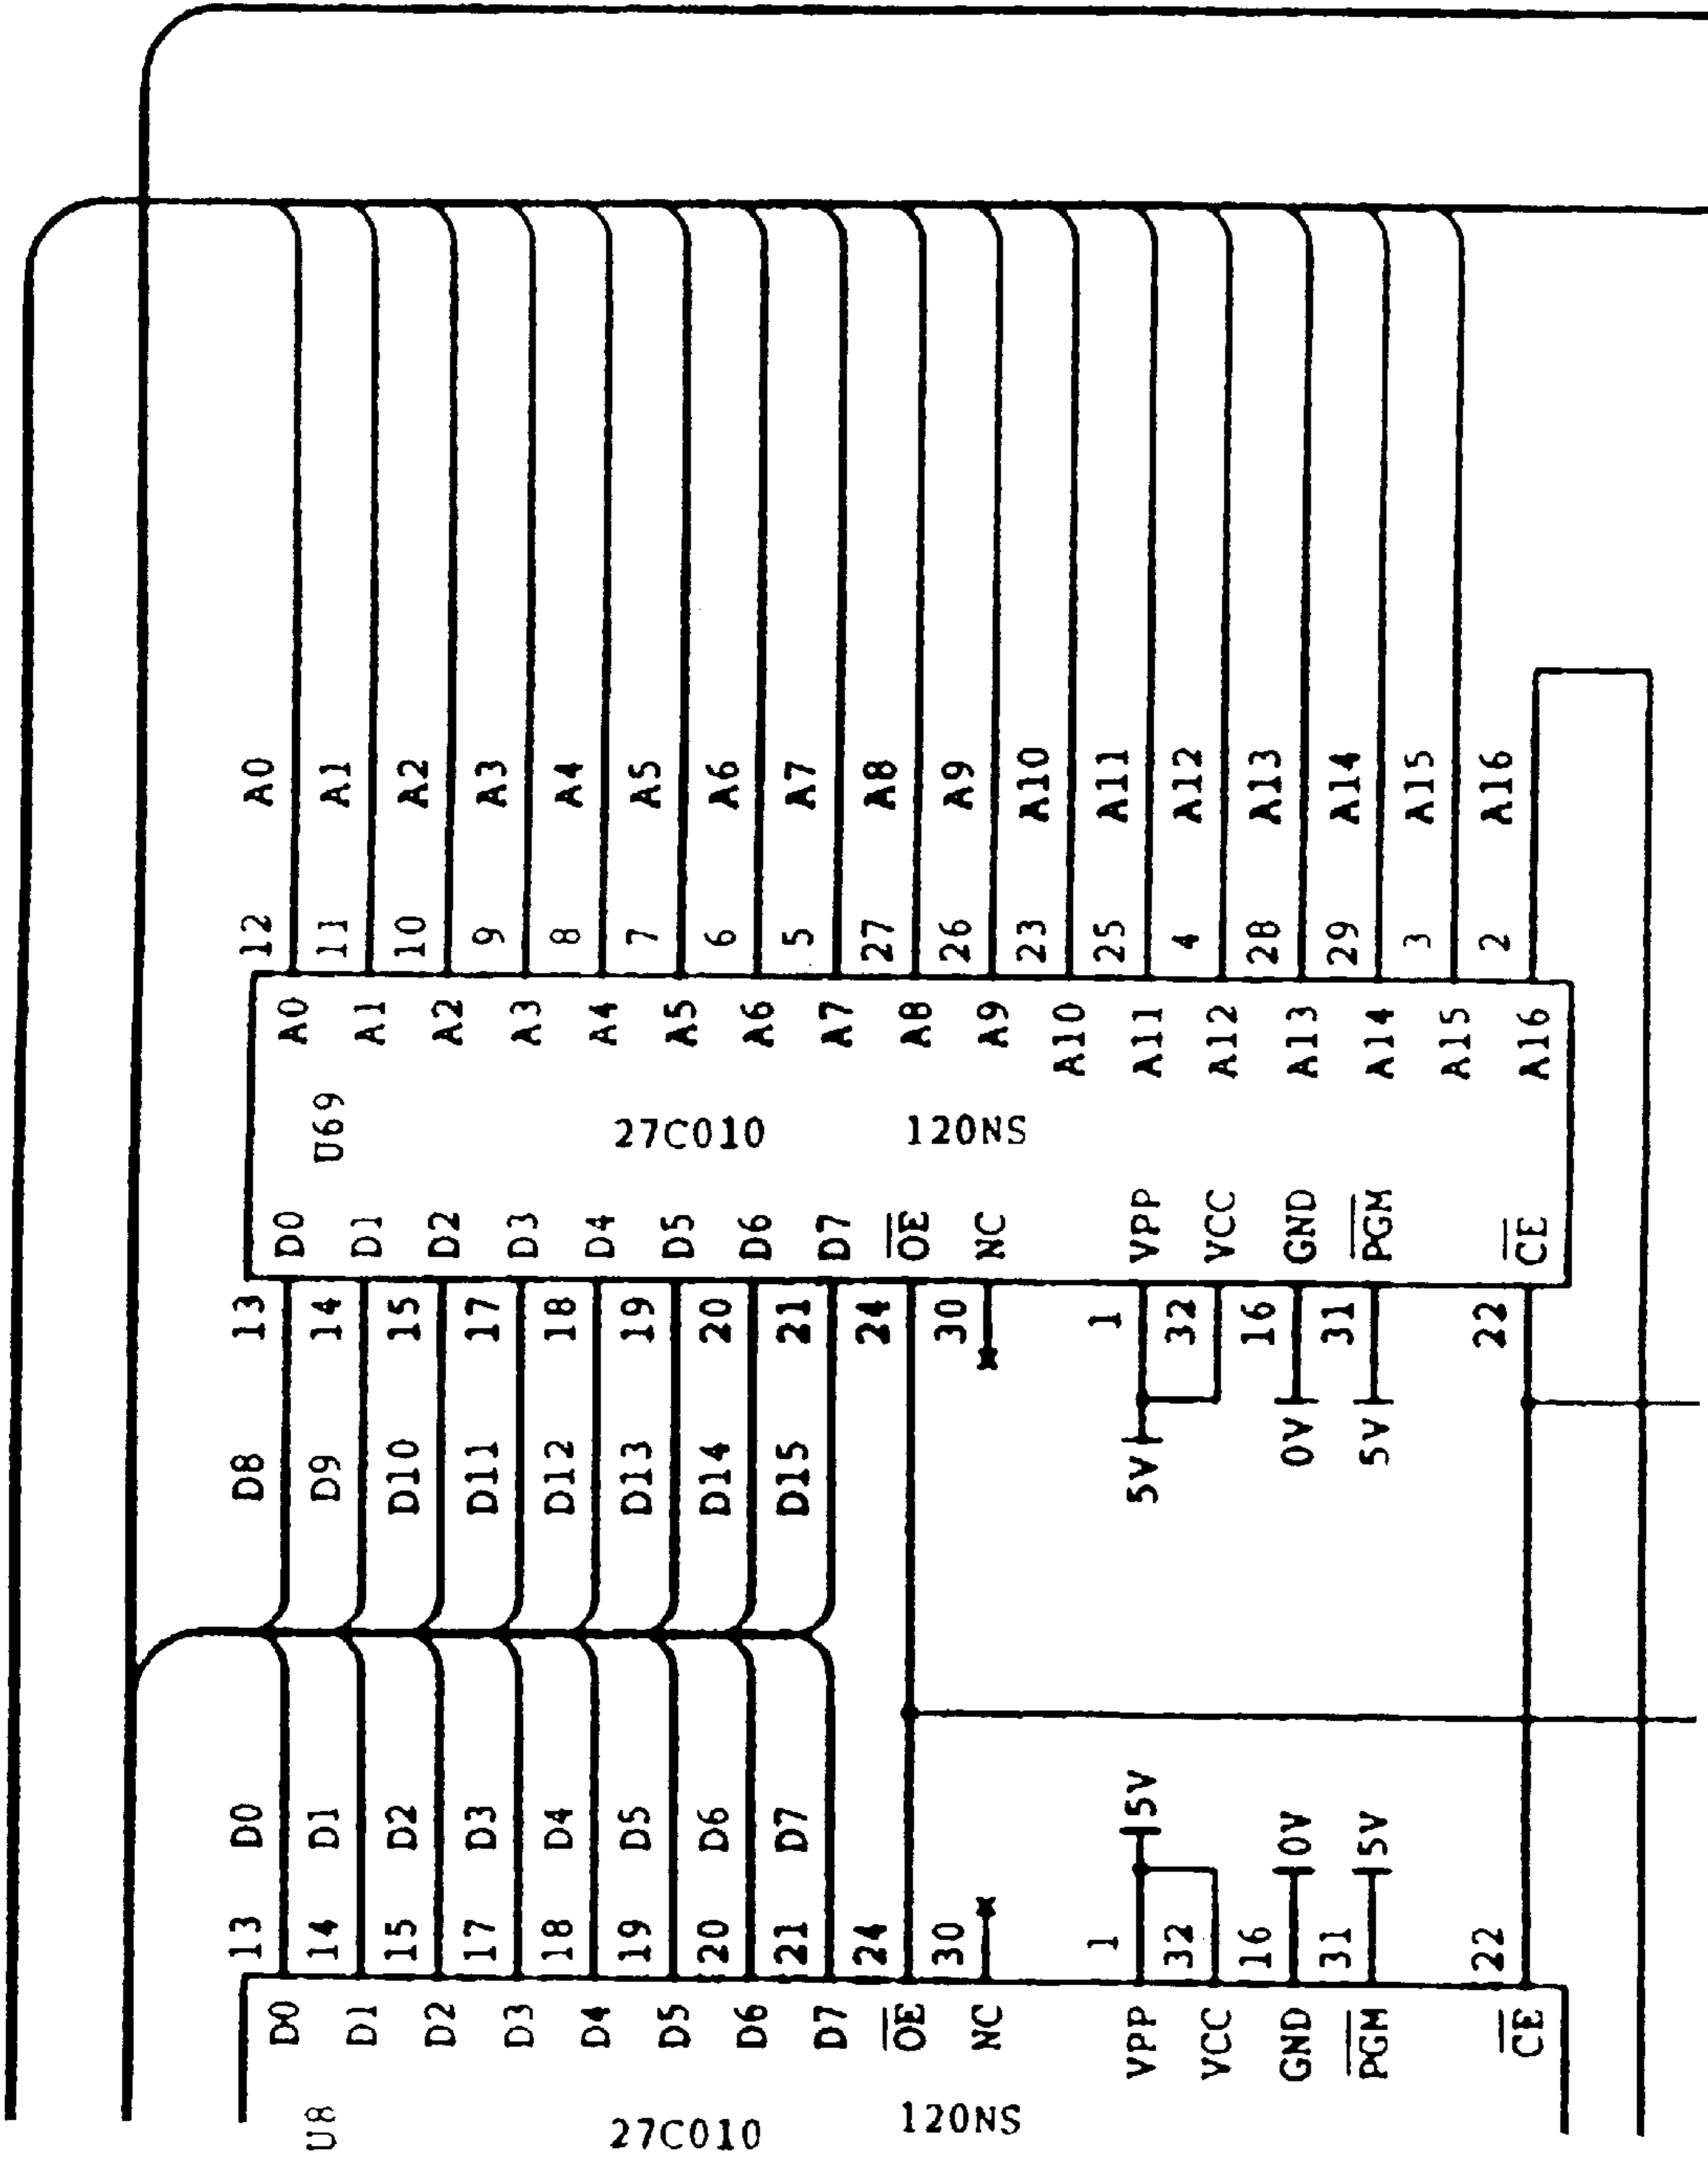 A0
A1
A2
A3
A4
A5
A6
A7
A8
A9
A10
A11
A12
A13
A14
A15
A16
12
11
10
9
8
7
6
5
27
26
23
25
4
28
29
3
2
A0
A1
A2
A3
A4
A5
A6
A7
A8
A9
A10
A11
A12
A13
A14
A15
A16
U69
27C010 120NS
D0
D1
D2
D3
D4
D5
D6
D7
OE
NC
VPP
VCC
GND
PGM
CE
13
14
15
17
18
19
20
21
24
30
1
32
16
31
22
D8
D9
D10
D11
D12
D13
D14
D15
5V
0V
5V
D0
D1
D2
D3
D4
D5
D6
D7
5V
0V
5V
13
14
15
17
18
19
20
21
24
30
1
32
16
31
22
D0
D1
D2
D3
D4
D5
D6
D7
OE
NC
VPP
VCC
GND
PGM
CE
U8
27C010 120NS